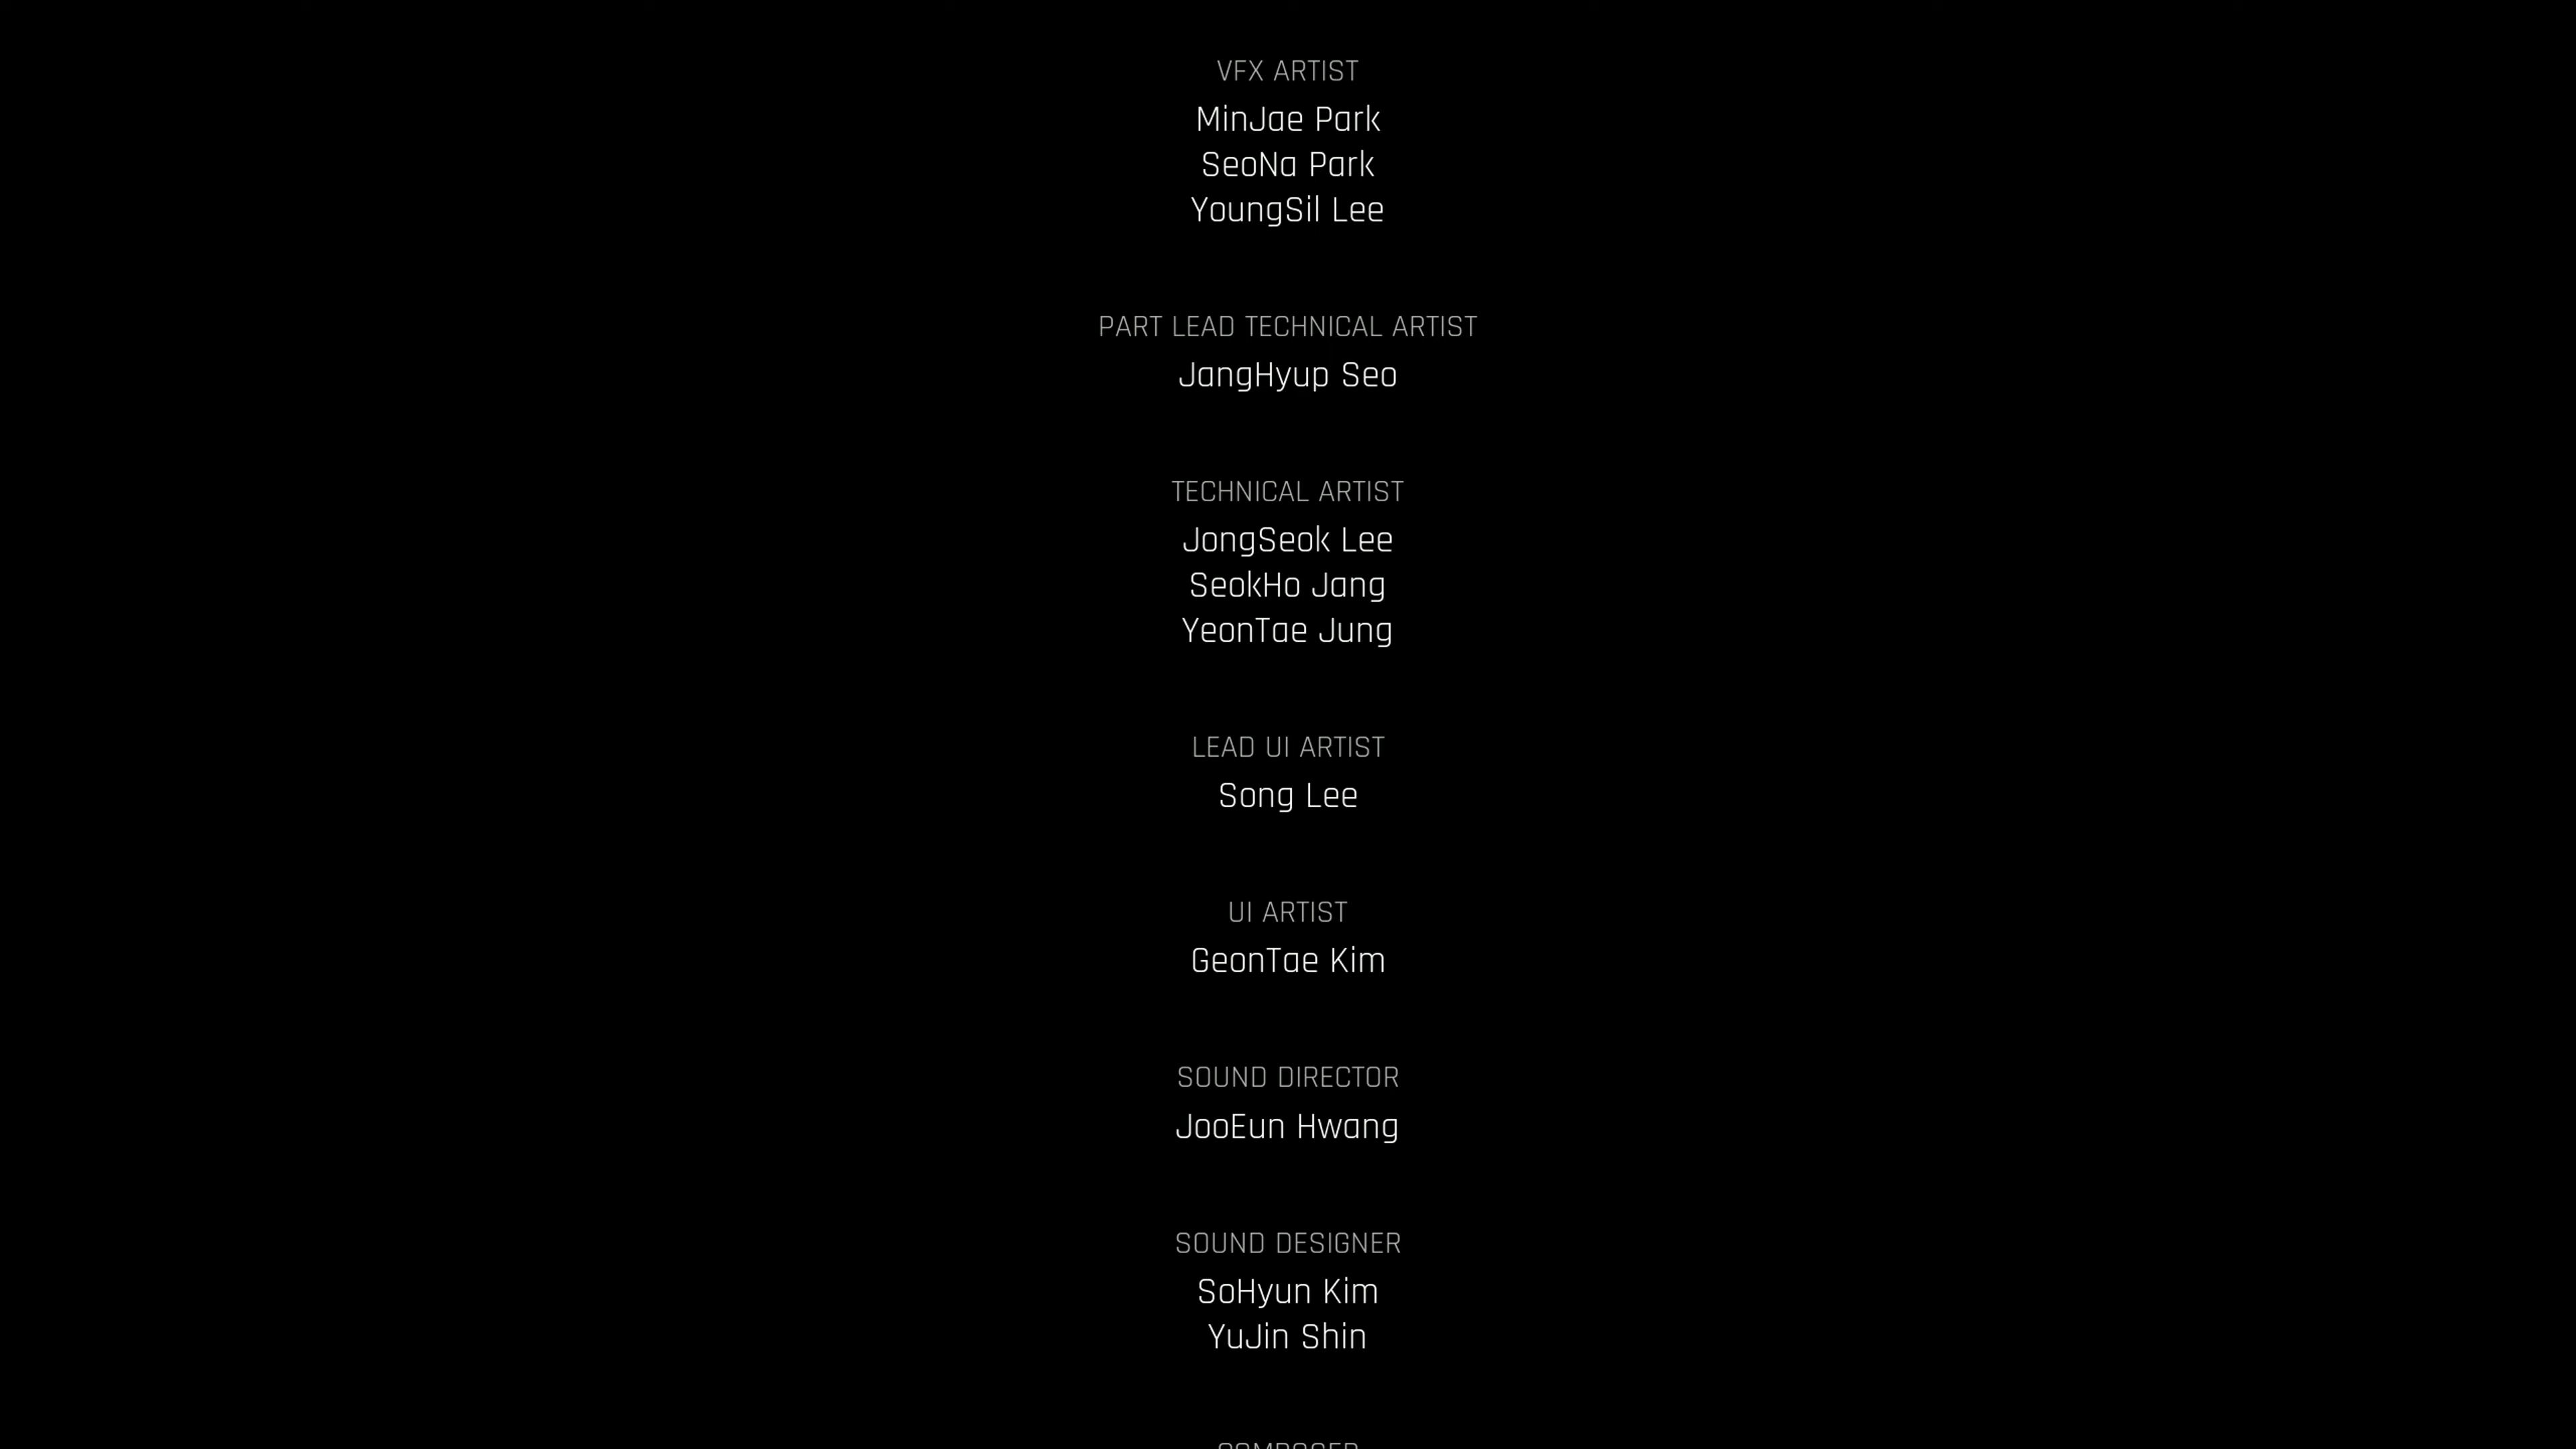 VFX ARTIST
MinJae Park
SeoNa Park
YoungSil Lee
PART LEAD TECHNICAL ARTIST
JangHyup Seo
TECHNICAL ARTIST
JongSeok Lee
SeokHo Jang
YeonTae Jung
LEAD UI ARTIST
Song Lee
UI ARTIST
GeonTae Kim
SOUND DIRECTOR
JooEun Hwang
SOUND DESIGNER
SoHyun Kim
YuJin Shin
COMPOSER